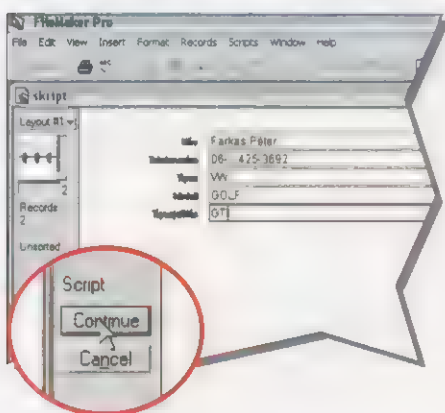 FileMaker Pro
File Edit View Insert Format Records Scripts Window Help
skript
Layout #1
Farkas Péter
06- 425-3692
VW
GOLF
GTI
2
Records
2
Unsorted
Script
Continue
Cancel